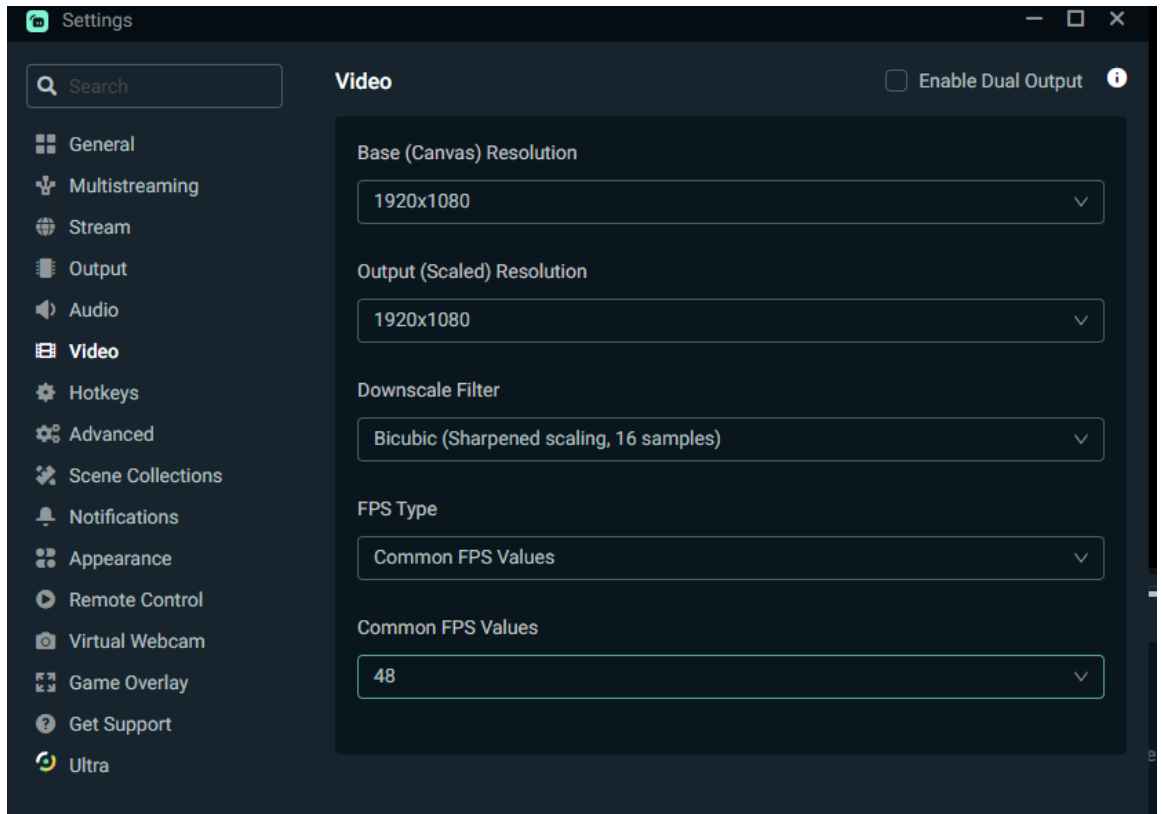 Settings
Search
General
Multistreaming
Stream
Output
Audio
Video
Hotkeys
Advanced
Scene Collections
Notifications
Appearance
Remote Control
Virtual Webcam
Game Overlay
Get Support
Ultra
Video
Enable Dual Output
Base (Canvas) Resolution
1920x1080
Output (Scaled) Resolution
1920x1080
Downscale Filter
Bicubic (Sharpened scaling, 16 samples)
FPS Type
Common FPS Values
Common FPS Values
48